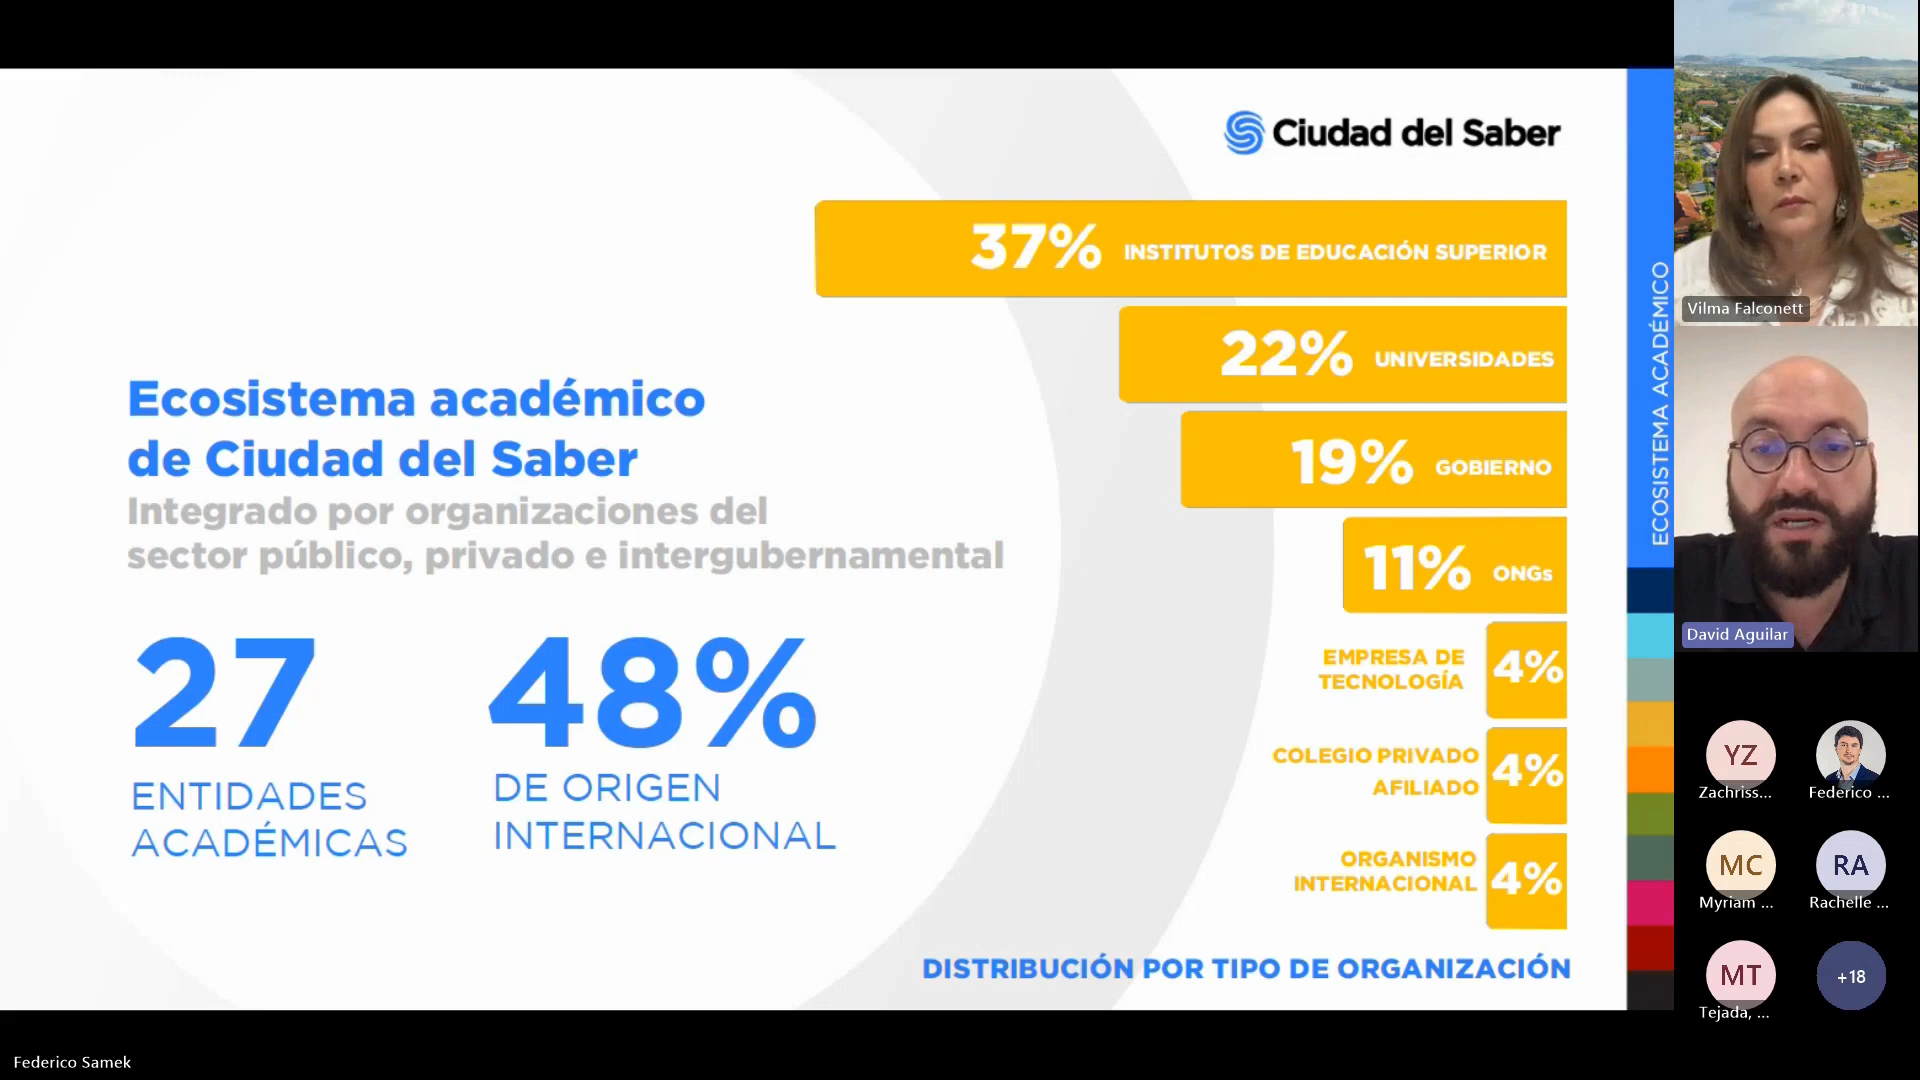 Ciudad del Saber
37% INSTITUTOS DE EDUCACIÓN SUPERIOR
22% UNIVERSIDADES
19% GOBIERNO
11% ONGs
EMPRESA DE
TECNOLOGÍA
4%
COLEGIO PRIVADO
AFILIADO
4%
ORGANISMO
INTERNACIONAL
4%
DISTRIBUCIÓN POR TIPO DE ORGANIZACIÓN
Ecosistema académico
de Ciudad del Saber
Integrado por organizaciones del
sector público, privado e intergubernamental
27
ENTIDADES
ACADÉMICAS
48%
DE ORIGEN
INTERNACIONAL
ECOSISTEMA ACADÉMICO
Vilma Falconett
David Aguilar
YZ
Zachriss...
Federico ...
MC
Myriam ...
RA
Rachelle ...
MT
Tejada, ...
+18
Federico Samek